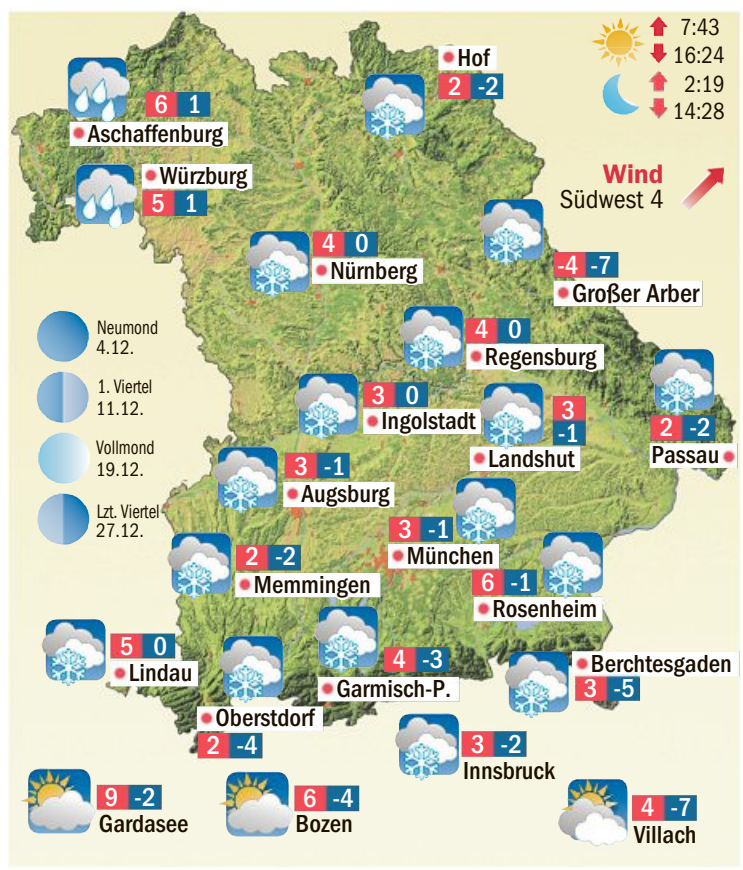 7:43
16:24
2:19
14:28
Hof
2 -2
6 1
Aschaffenburg
Würzburg
5 1
Wind
Südwest 4
4 0
Nürnberg
-4 -7
Großer Arber
Neumond
4.12.
1. Viertel
11.12.
Vollmond
19.12.
Lzt. Viertel
27.12.
4 0
Regensburg
3 0
Ingolstadt
3
-1
Landshut
2 -2
Passau
3 -1
Augsburg
3 -1
München
2 -2
Memmingen
6 -1
Rosenheim
5 0
Lindau
4 -3
Garmisch-P.
Berchtesgaden
3 -5
Oberstdorf
2 -4
3 -2
Innsbruck
9 -2
Gardasee
6 -4
Bozen
4 -7
Villach